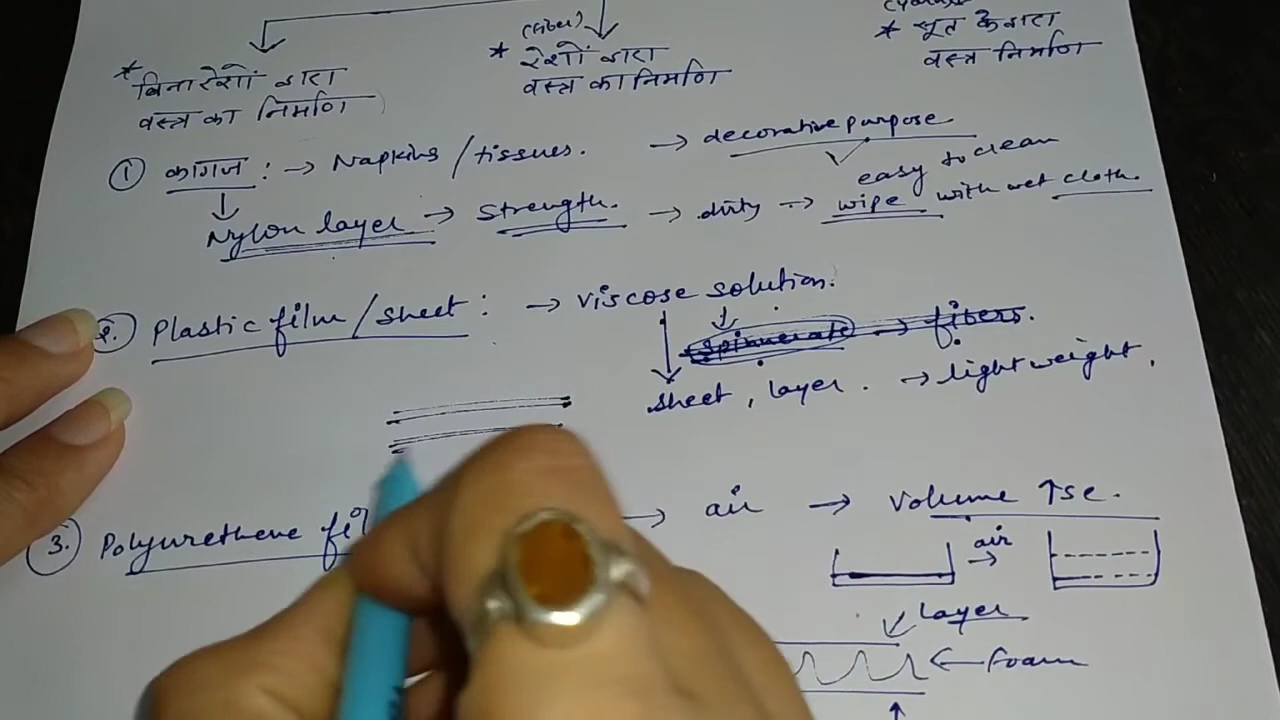 (fiber)
* बिना रेशों द्वारा
वस्त्र का निर्माण
* रेशों द्वारा
वस्त्र का निर्माण
* सूत के द्वारा
वस्त्र निर्माण
① कागज : → Napkins / tissues. → decorative purpose
easy to clean
↓
Nylon layer → strength. → dirty → wipe with wet cloth.
2. Plastic film / sheet : → viscose solution.
↓ spinnerate → fibers.
sheet, layer. → light weight,
3. Polyurethene → air → volume ↑se.
air
→
layer
← foam